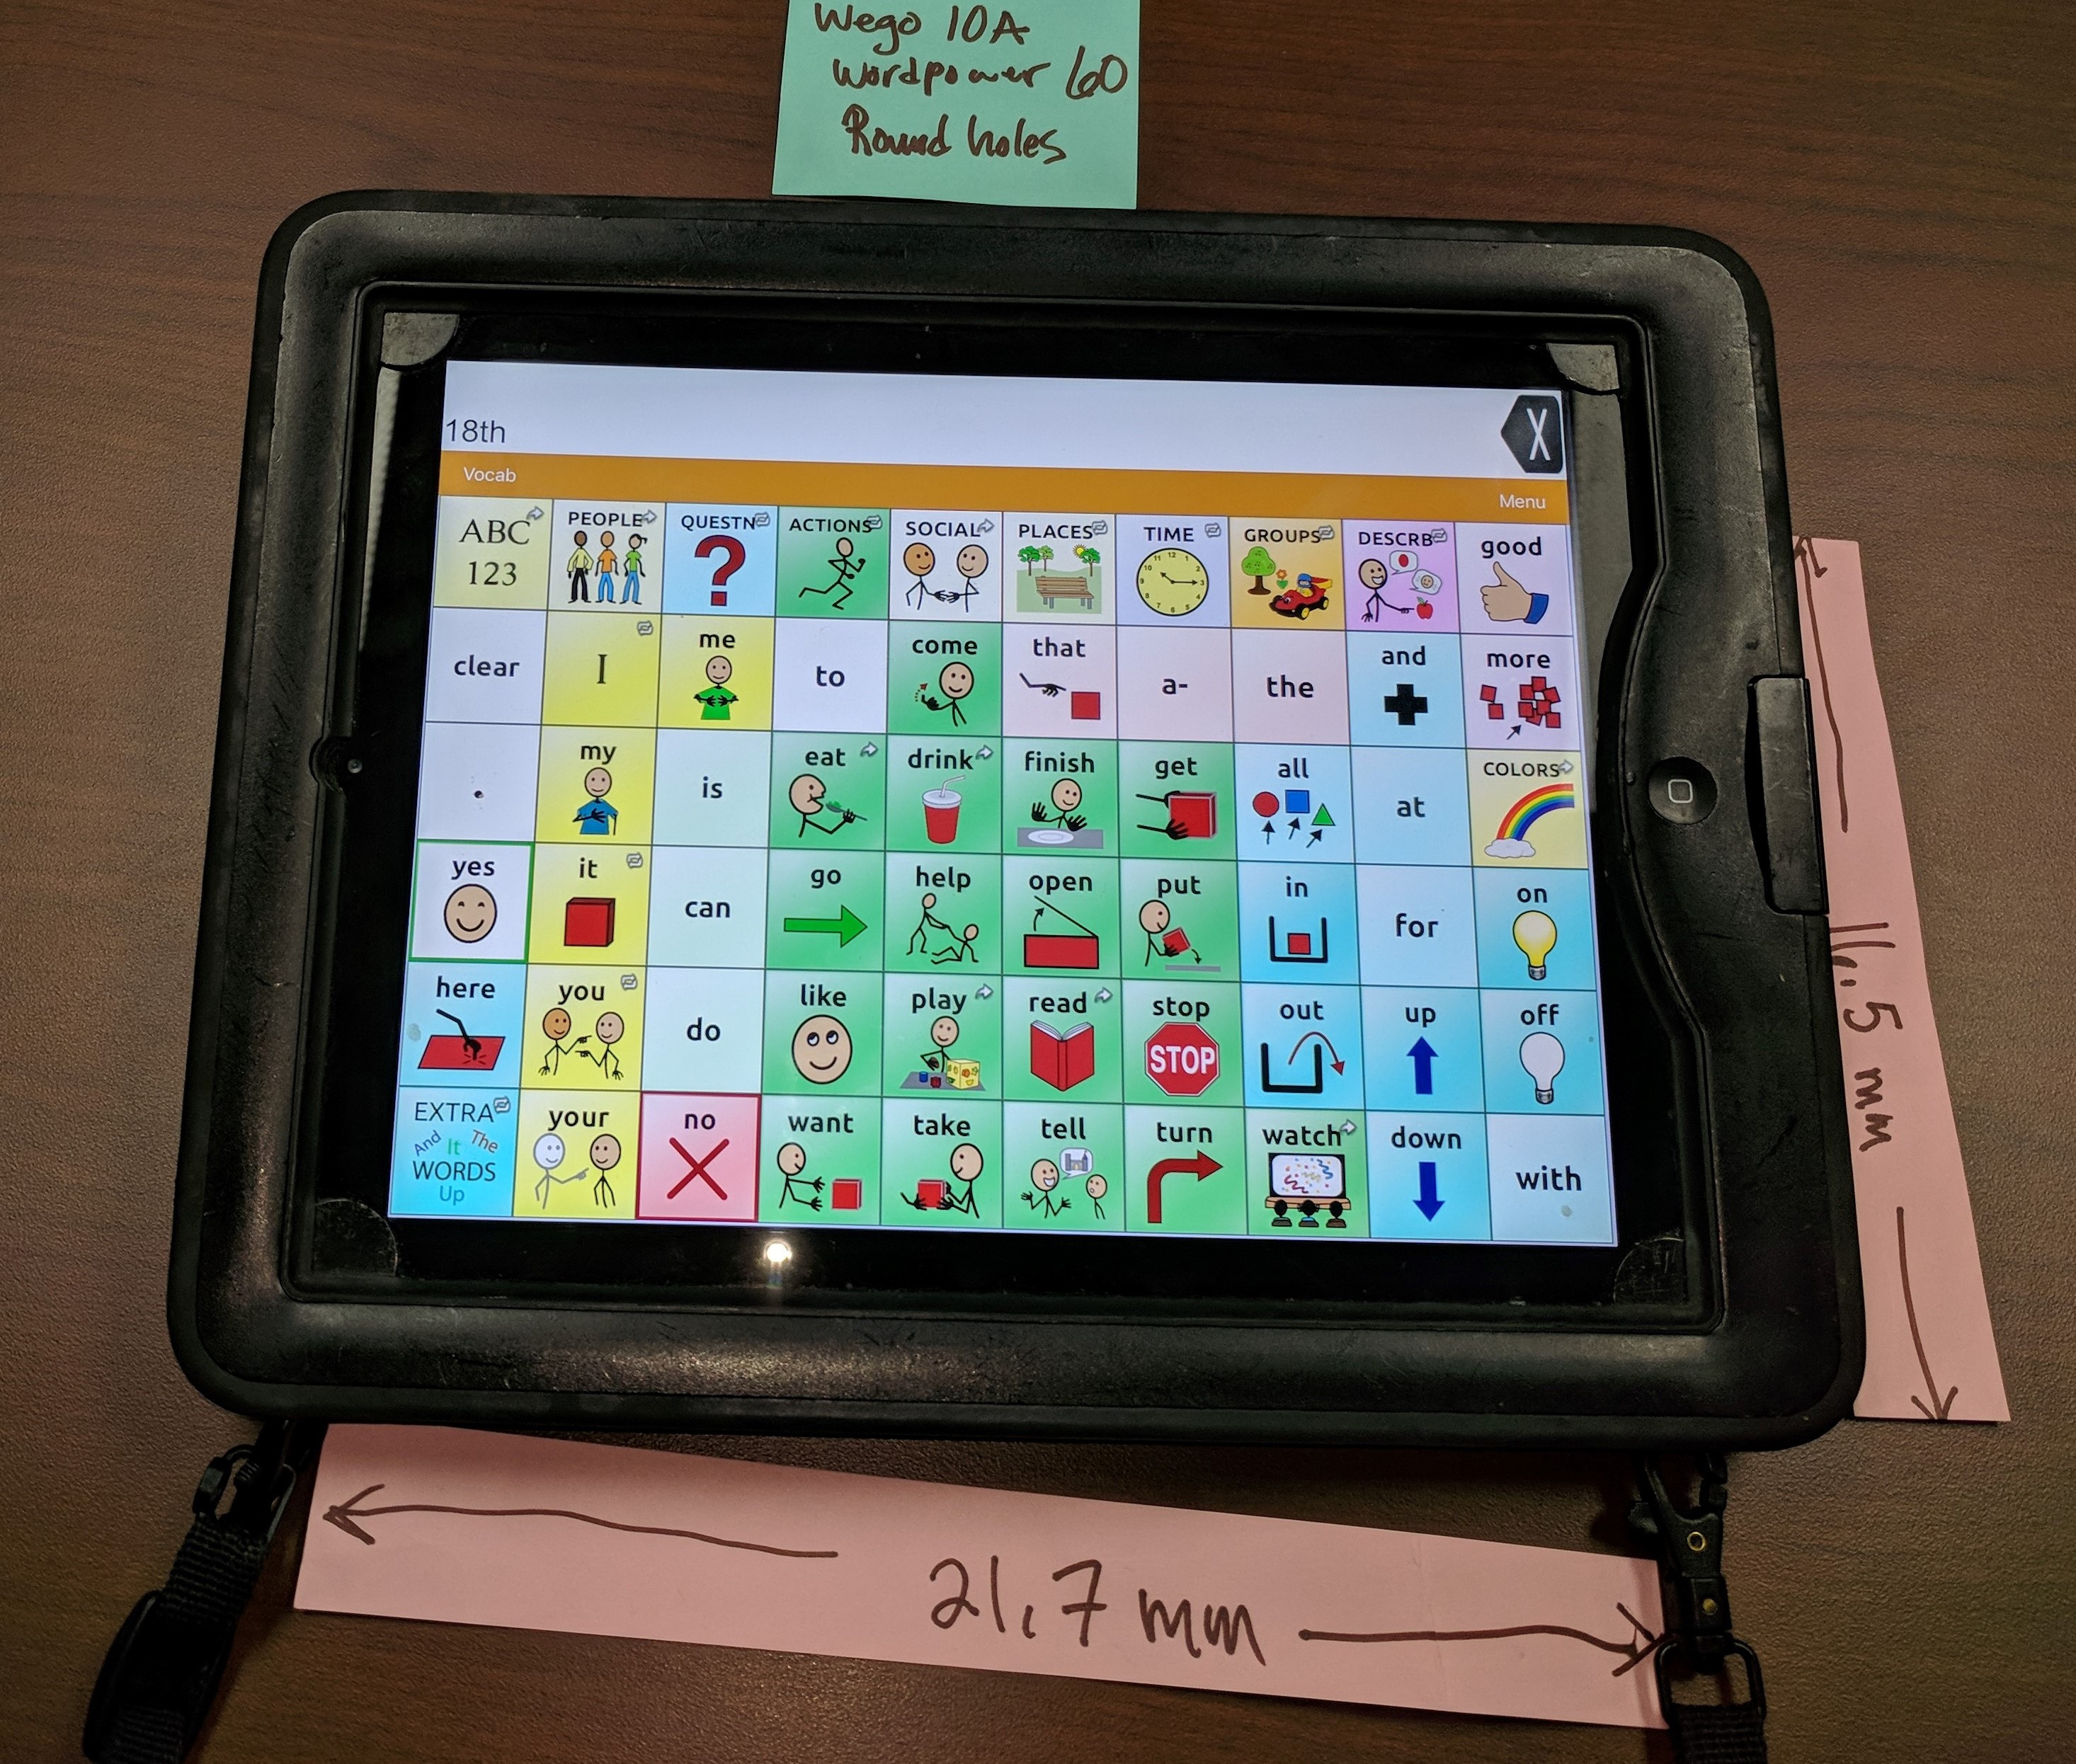 Wego 10A
Wordpower 60
Round holes
18th
X
Vocab
Menu
ABC 123 PEOPLE QUESTN ACTIONS SOCIAL PLACES TIME GROUPS DESCRB good
clear I me to come that a- the and more
. my is eat drink finish get all at COLORS
yes it can go help open put in for on
here you do like play read stop STOP out up off
EXTRA And It The WORDS Up your no want take tell turn watch down with
16.5 mm
21.7 mm